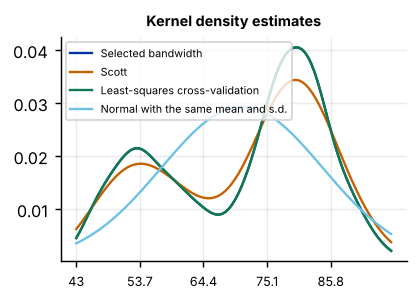 Kernel density estimates
Selected bandwidth
Scott
Least-squares cross-validation
Normal with the same mean and s.d.
0.04
0.03
0.02
0.01
43 53.7 64.4 75.1 85.8